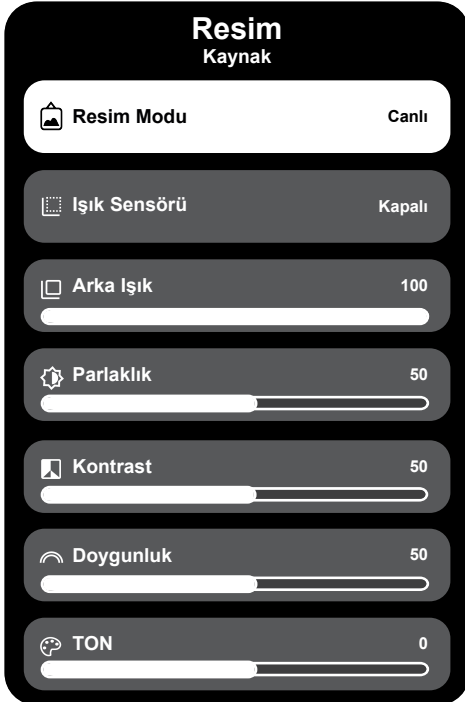 Resim
Kaynak
Resim Modu Canlı
Işık Sensörü Kapalı
Arka Işık 100
Parlaklık 50
Kontrast 50
Doygunluk 50
TON 0